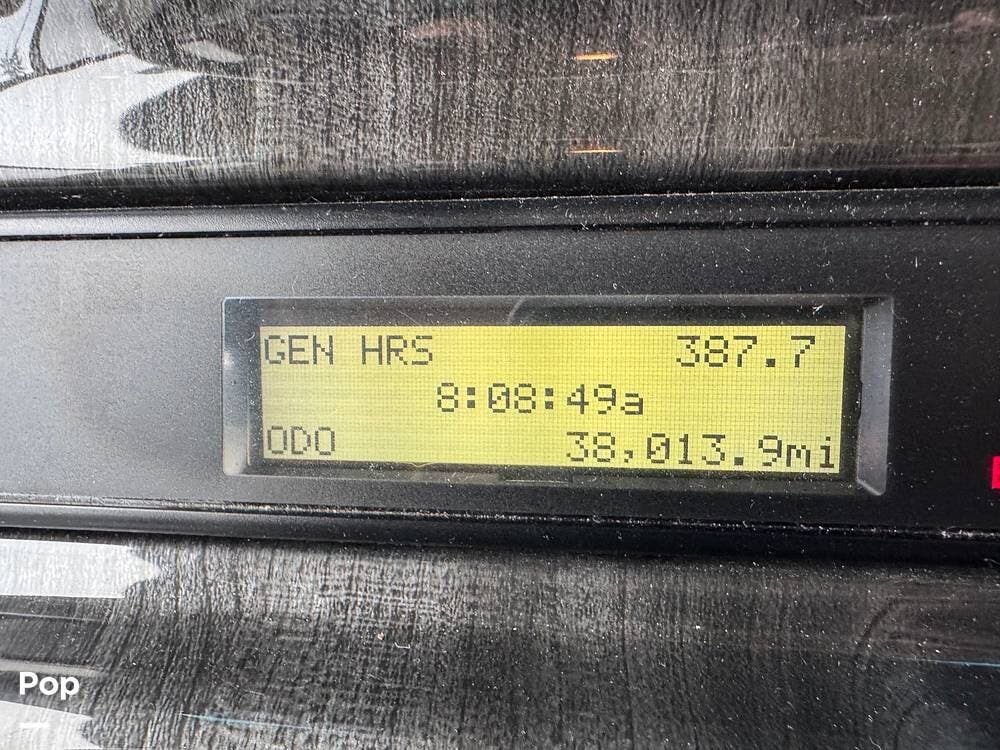 GEN HRS 387.7
8:08:49a
ODO 38,013.9mi
Pop